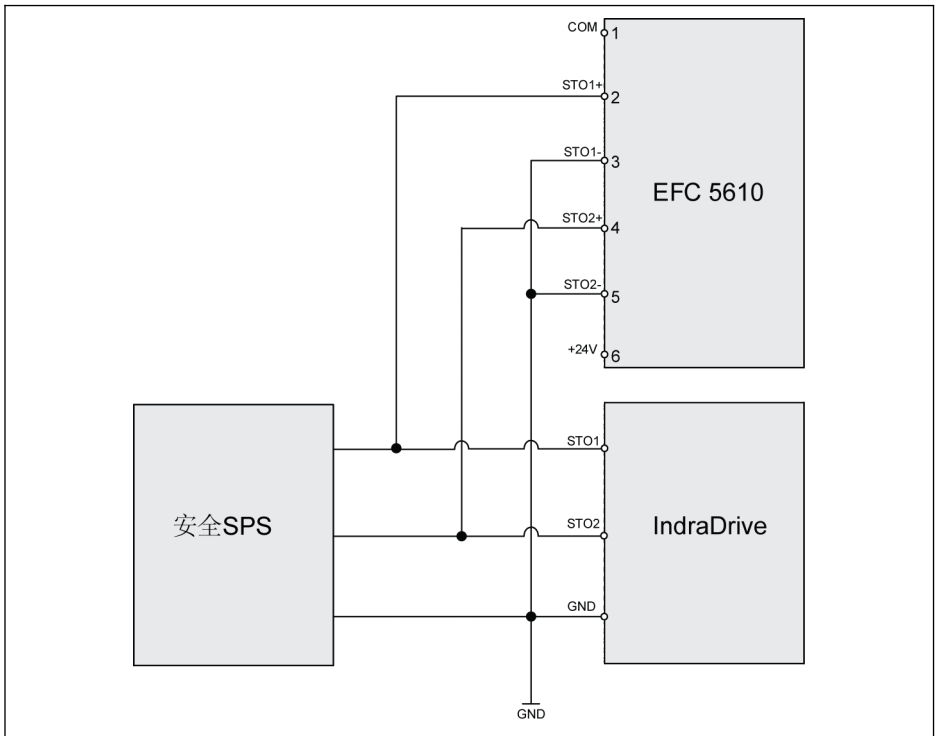 COM 1
STO1+ 2
STO1- 3
EFC 5610
STO2+ 4
STO2- 5
+24V 6
STO1
安全SPS
STO2
IndraDrive
GND
GND